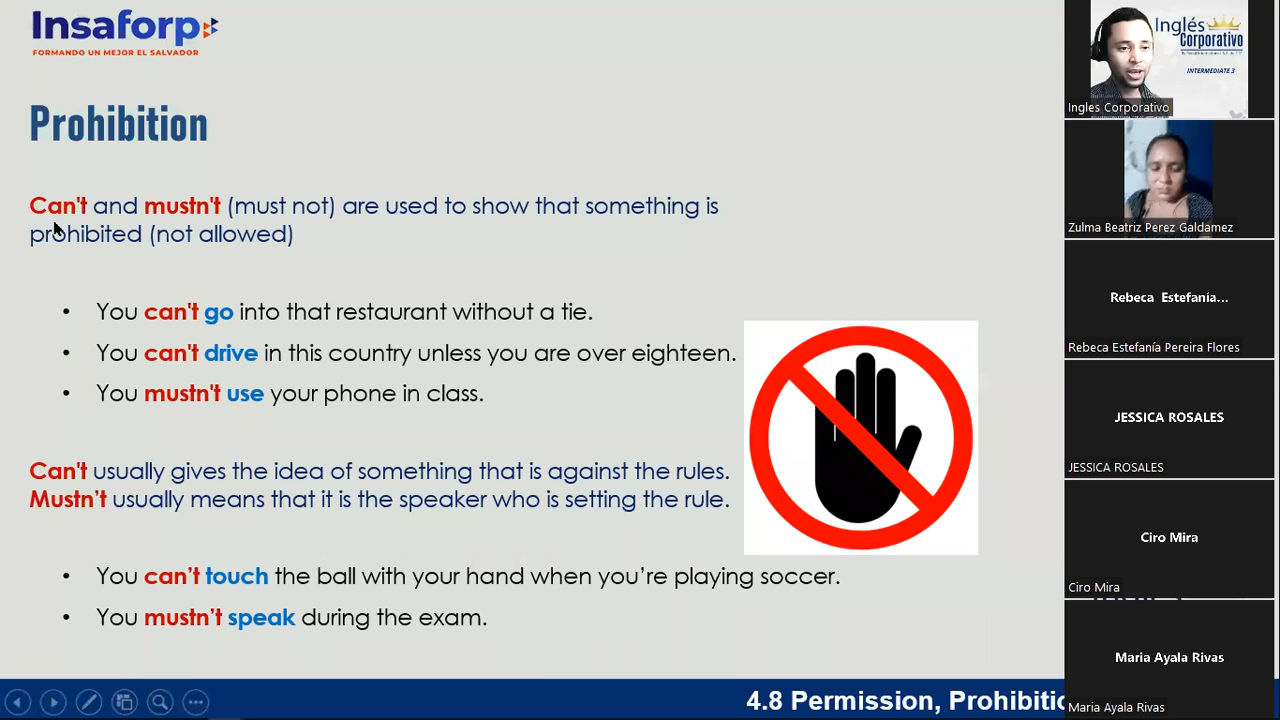 Insaforp
FORMANDO UN MEJOR EL SALVADOR
Prohibition
Can't and mustn't (must not) are used to show that something is
prohibited (not allowed)
• You can't go into that restaurant without a tie.
• You can't drive in this country unless you are over eighteen.
• You mustn't use your phone in class.
Can't usually gives the idea of something that is against the rules.
Mustn't usually means that it is the speaker who is setting the rule.
• You can't touch the ball with your hand when you're playing soccer.
• You mustn't speak during the exam.
4.8 Permission, Prohibitio
Inglés
Corporativo
INTERMEDIATE 3
Ingles Corporativo
Zulma Beatriz Perez Galdamez
Rebeca Estefanía...
Rebeca Estefanía Pereira Flores
JESSICA ROSALES
JESSICA ROSALES
Ciro Mira
Ciro Mira
Maria Ayala Rivas
Maria Ayala Rivas